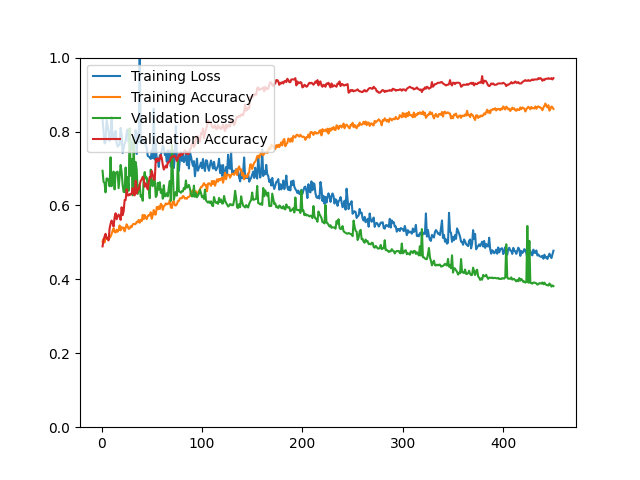 1.0
0.8
0.6
0.4
0.2
0.0
Training Loss
Training Accuracy
Validation Loss
Validation Accuracy
0 100 200 300 400